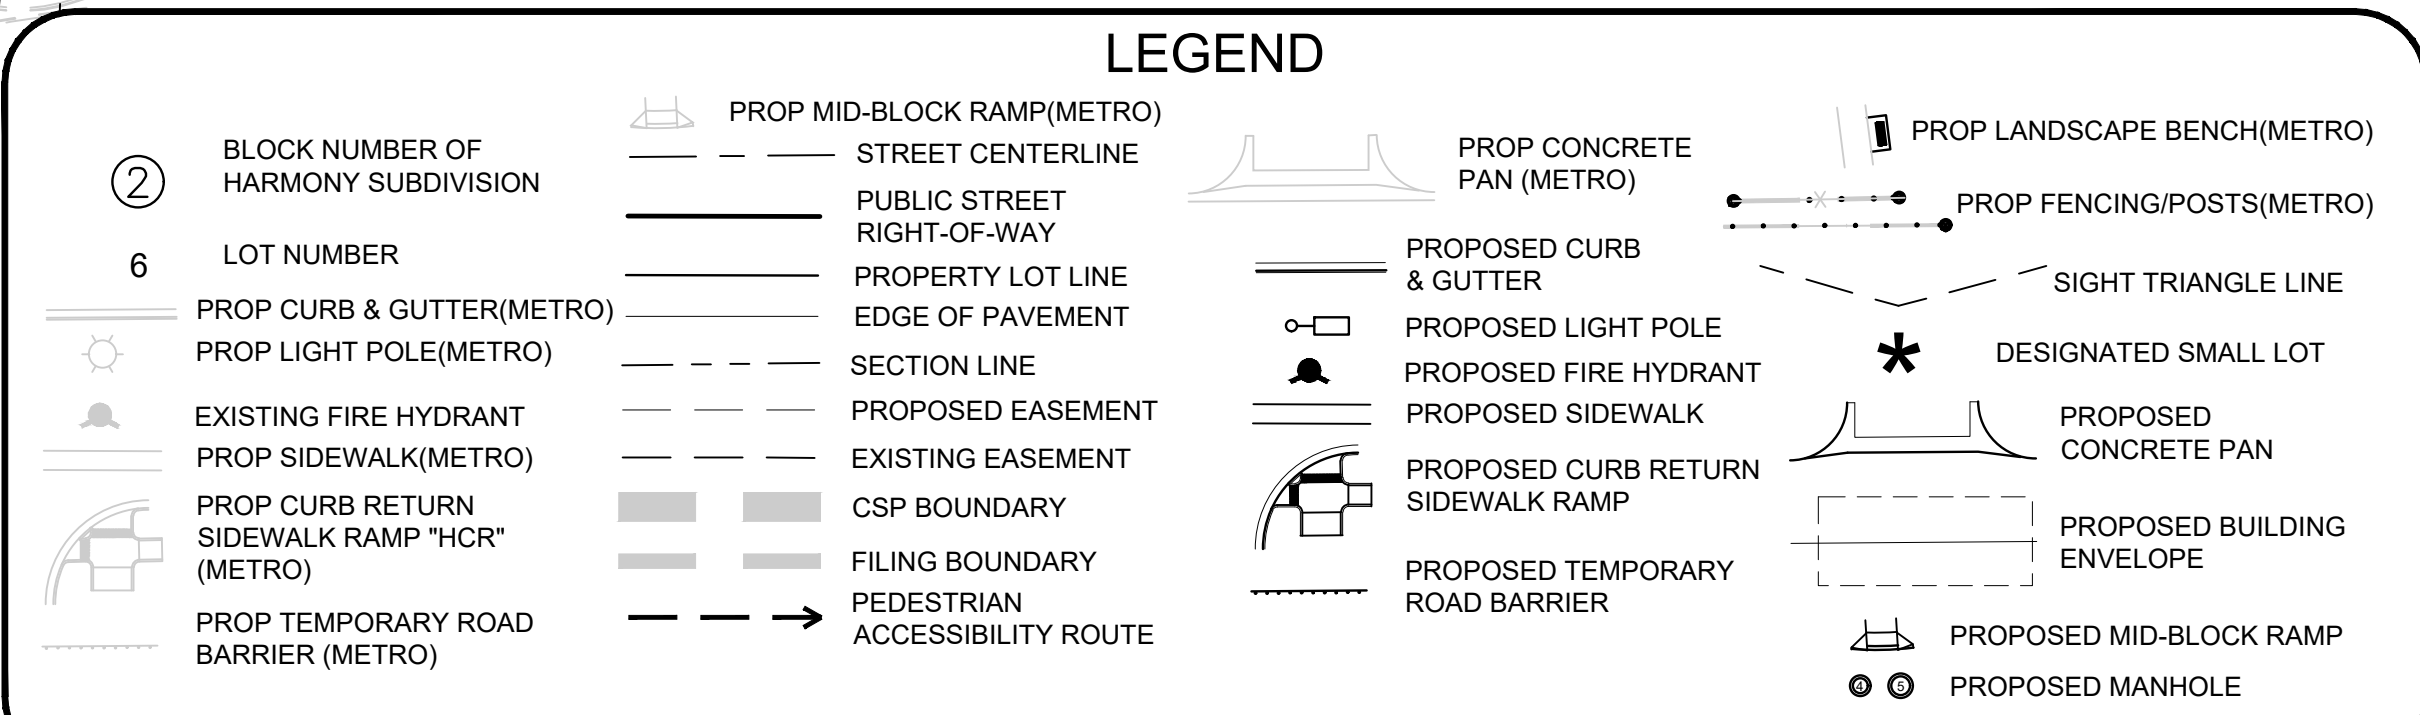 LEGEND
2
BLOCK NUMBER OF
HARMONY SUBDIVISION
6
LOT NUMBER
PROP CURB & GUTTER(METRO)
PROP LIGHT POLE(METRO)
EXISTING FIRE HYDRANT
PROP SIDEWALK(METRO)
PROP CURB RETURN
SIDEWALK RAMP "HCR"
(METRO)
PROP TEMPORARY ROAD
BARRIER (METRO)
PROP MID-BLOCK RAMP(METRO)
STREET CENTERLINE
PUBLIC STREET
RIGHT-OF-WAY
PROPERTY LOT LINE
EDGE OF PAVEMENT
SECTION LINE
PROPOSED EASEMENT
EXISTING EASEMENT
CSP BOUNDARY
FILING BOUNDARY
PEDESTRIAN
ACCESSIBILITY ROUTE
PROP CONCRETE
PAN (METRO)
PROPOSED CURB
& GUTTER
PROPOSED LIGHT POLE
PROPOSED FIRE HYDRANT
PROPOSED SIDEWALK
PROPOSED CURB RETURN
SIDEWALK RAMP
PROPOSED TEMPORARY
ROAD BARRIER
PROP LANDSCAPE BENCH(METRO)
PROP FENCING/POSTS(METRO)
SIGHT TRIANGLE LINE
* DESIGNATED SMALL LOT
PROPOSED
CONCRETE PAN
PROPOSED BUILDING
ENVELOPE
PROPOSED MID-BLOCK RAMP
4 5 PROPOSED MANHOLE